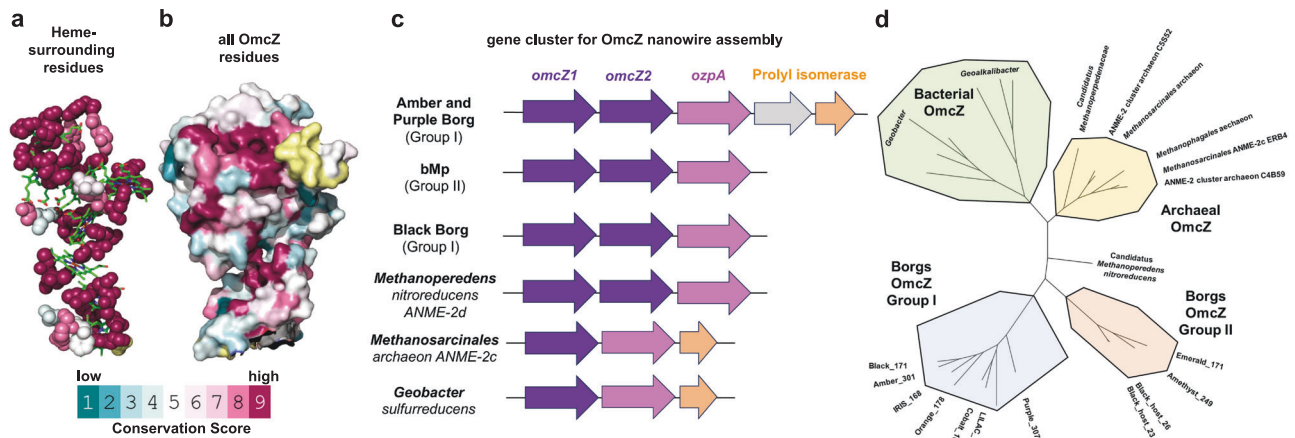 a
Heme-
surrounding
residues
b
all OmcZ
residues
low
high
1 2 3 4 5 6 7 8 9
Conservation Score
c
gene cluster for OmcZ nanowire assembly
omcZ1 omcZ2 ozpA Prolyl isomerase
Amber and
Purple Borg
(Group I)
bMp
(Group II)
Black Borg
(Group I)
Methanoperedens
nitroreducens
ANME-2d
Methanosarcinales
archaeon ANME-2c
Geobacter
sulfurreducens
d
Bacterial
OmcZ
Geobacter
Geoalkalibacter
Candidatus
Methanoperpedenaceae
ANME-2 cluster archaeon C5S52
Methanosarcinales archaeon
Methanophagales aechaeon
Methanosarcinales ANME-2c ERB4
ANME-2 cluster archaeon C4B59
Archaeal
OmcZ
Candidatus
Methanoperedens
nitroreducens
Borgs
OmcZ
Group I
Borgs
OmcZ
Group II
Black_171
Amber_301
IRIS_168
Orange_178
Cobalt_1
LILAC_
Purple_307
Black_host_23
Black_host_26
Amethyst_249
Emerald_171